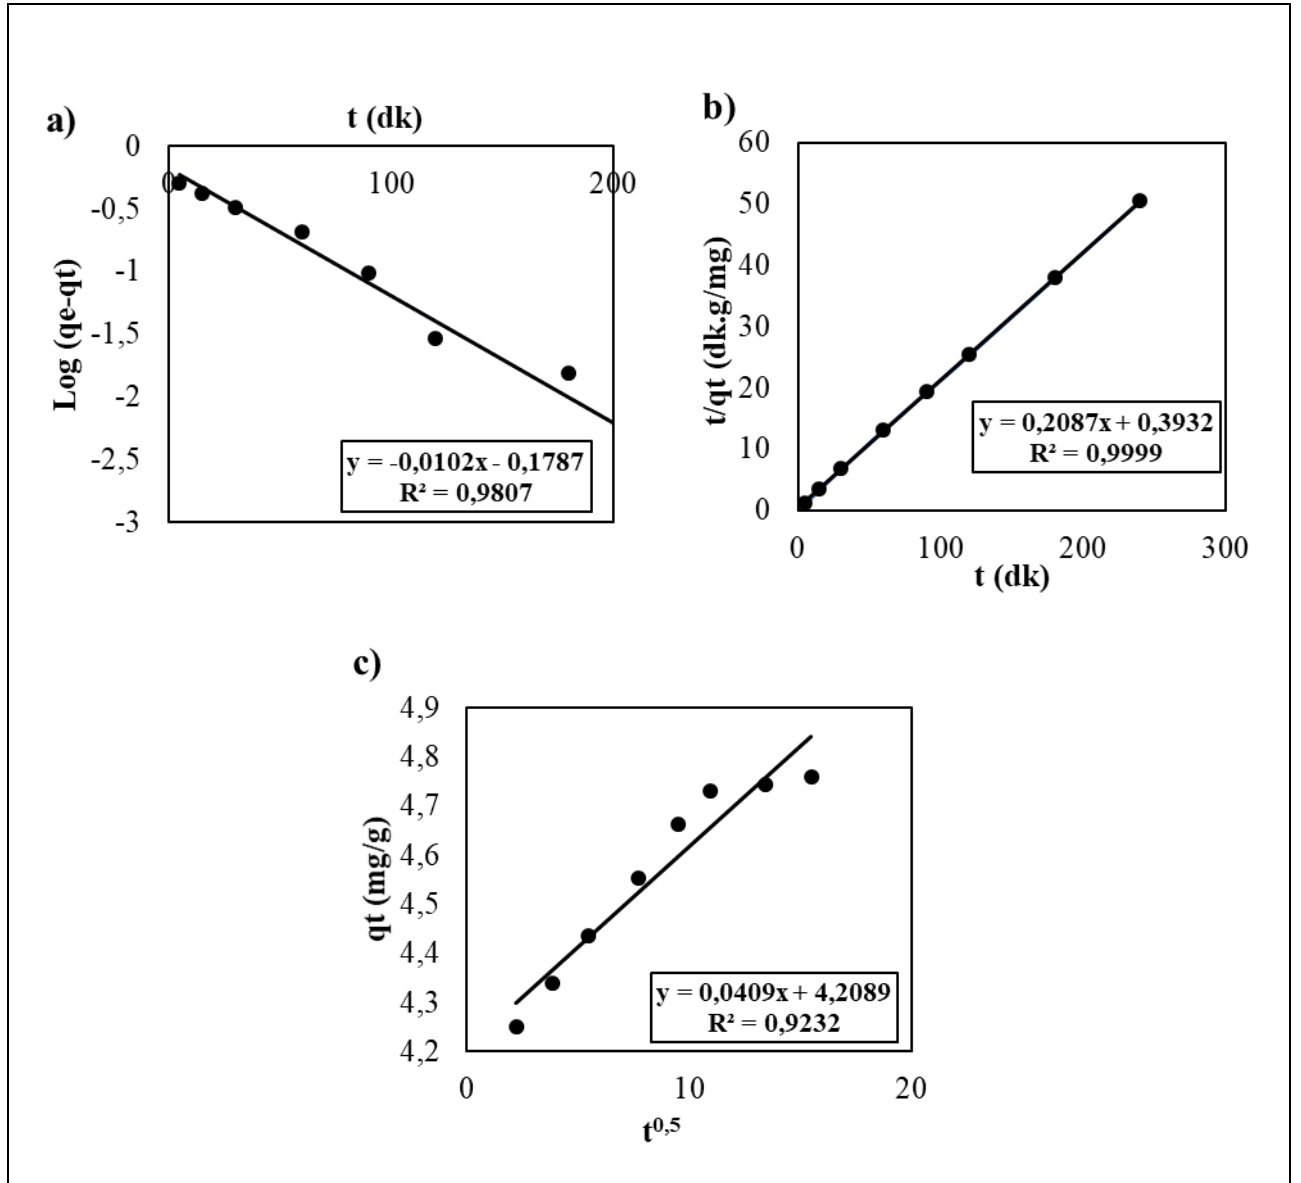 a)
t (dk)
0
0 100 200
-0,5
-1
-1,5
-2
-2,5
-3
Log (qe-qt)
y = -0,0102x - 0,1787
R² = 0,9807
b)
60
50
40
30
20
10
0
t/qt (dk.g/mg)
y = 0,2087x + 0,3932
R² = 0,9999
0 100 200 300
t (dk)
c)
4,9
4,8
4,7
4,6
4,5
4,4
4,3
4,2
qt (mg/g)
y = 0,0409x + 4,2089
R² = 0,9232
0 10 20
t⁰,⁵